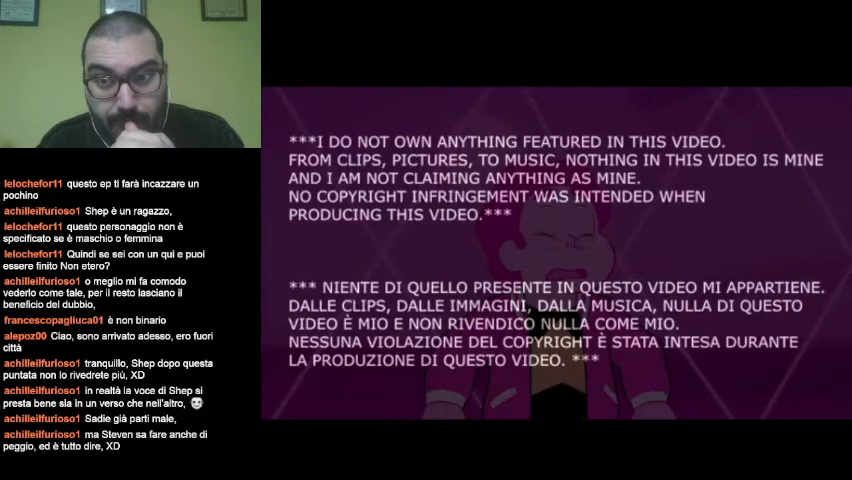 lelochefor11 questo ep ti farà incazzare un
pochino
achilleilfurioso1 Shep è un ragazzo,
lelochefor11 questo personaggio non è
specificato se è maschio o femmina
lelochefor11 Quindi se sei con un qui e puoi
essere finito Non etero?
achilleilfurioso1 o meglio mi fa comodo
vederlo come tale, per il resto lasciano il
beneficio del dubbio,
francescopagliuca01 è non binario
alepoz00 Ciao, sono arrivato adesso, ero fuori
città
achilleilfurioso1 tranquillo, Shep dopo questa
puntata non lo rivedrete più, XD
achilleilfurioso1 in realtà la voce di Shep si
presta bene sia In un verso che nell'altro,
achilleilfurioso1 Sadie già parti male,
achilleilfurioso1 ma Steven sa fare anche di
peggio, ed è tutto dire, XD
***I DO NOT OWN ANYTHING FEATURED IN THIS VIDEO.
FROM CLIPS, PICTURES, TO MUSIC, NOTHING IN THIS VIDEO IS MINE
AND I AM NOT CLAIMING ANYTHING AS MINE.
NO COPYRIGHT INFRINGEMENT WAS INTENDED WHEN
PRODUCING THIS VIDEO.***
*** NIENTE DI QUELLO PRESENTE IN QUESTO VIDEO MI APPARTIENE.
DALLE CLIPS, DALLE IMMAGINI, DALLA MUSICA, NULLA DI QUESTO
VIDEO È MIO E NON RIVENDICO NULLA COME MIO.
NESSUNA VIOLAZIONE DEL COPYRIGHT È STATA INTESA DURANTE
LA PRODUZIONE DI QUESTO VIDEO. ***